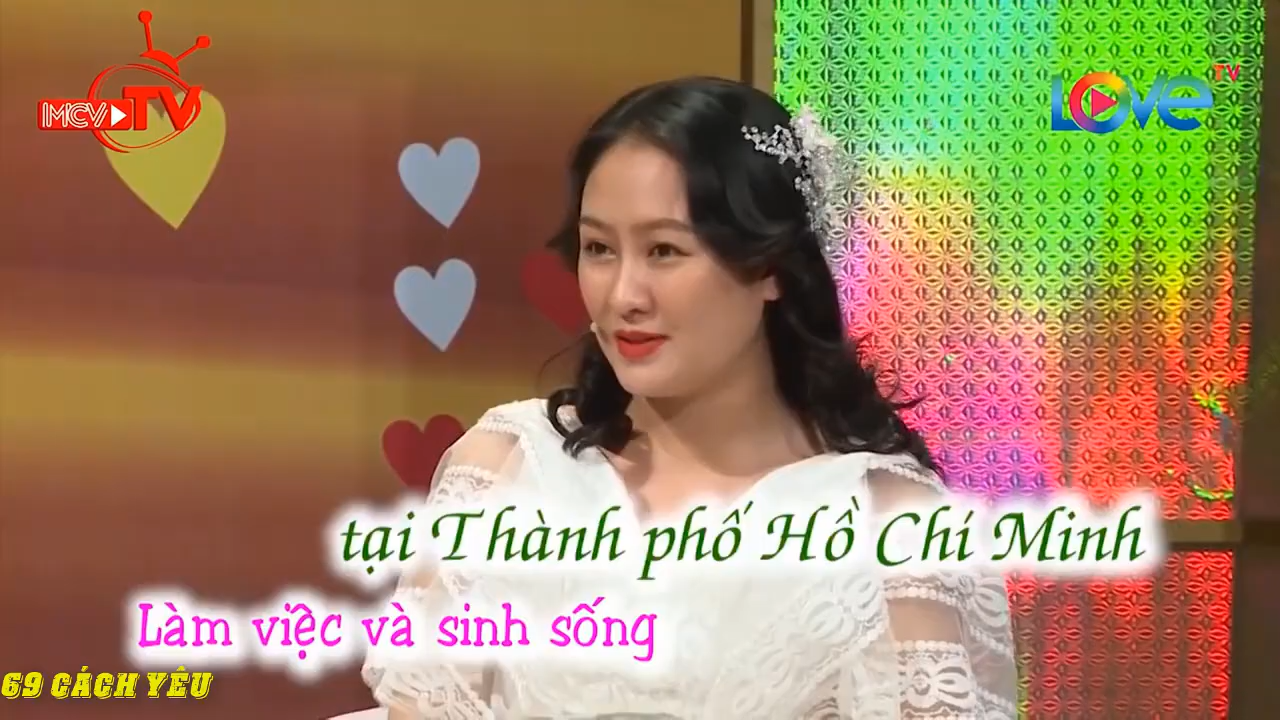 MCV TV
LOVE TV
tại Thành phố Hồ Chí Minh
Làm việc và sinh sống
69 CÁCH YÊU